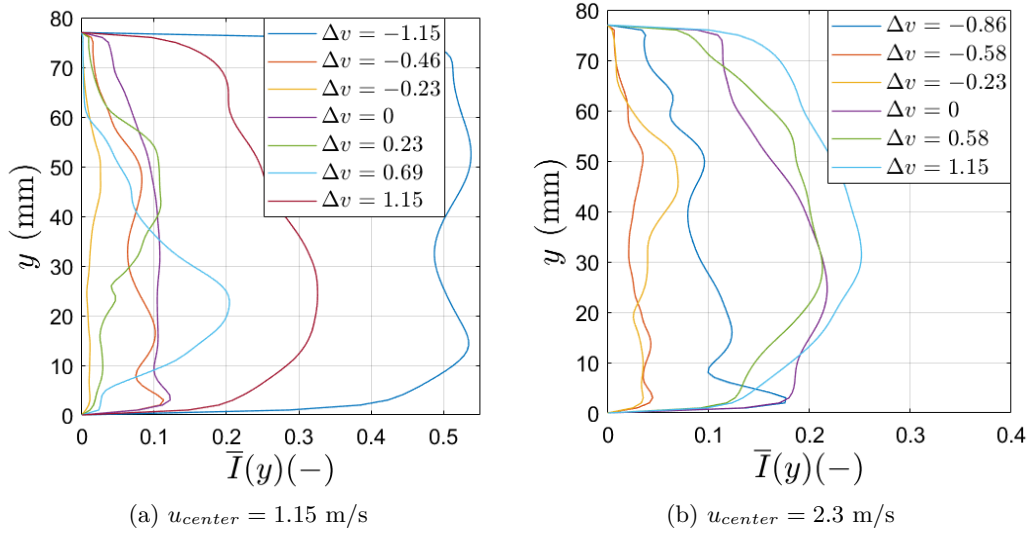 80
70
60
50
40
30
20
10
0
y (mm)
0
0.1
0.2
0.3
0.4
0.5
Ī(y)(−)
Δv = −1.15
Δv = −0.46
Δv = −0.23
Δv = 0
Δv = 0.23
Δv = 0.69
Δv = 1.15
(a) u_center = 1.15 m/s
80
70
60
50
40
30
20
10
0
y (mm)
0
0.1
0.2
0.3
0.4
Ī(y)(−)
Δv = −0.86
Δv = −0.58
Δv = −0.23
Δv = 0
Δv = 0.58
Δv = 1.15
(b) u_center = 2.3 m/s